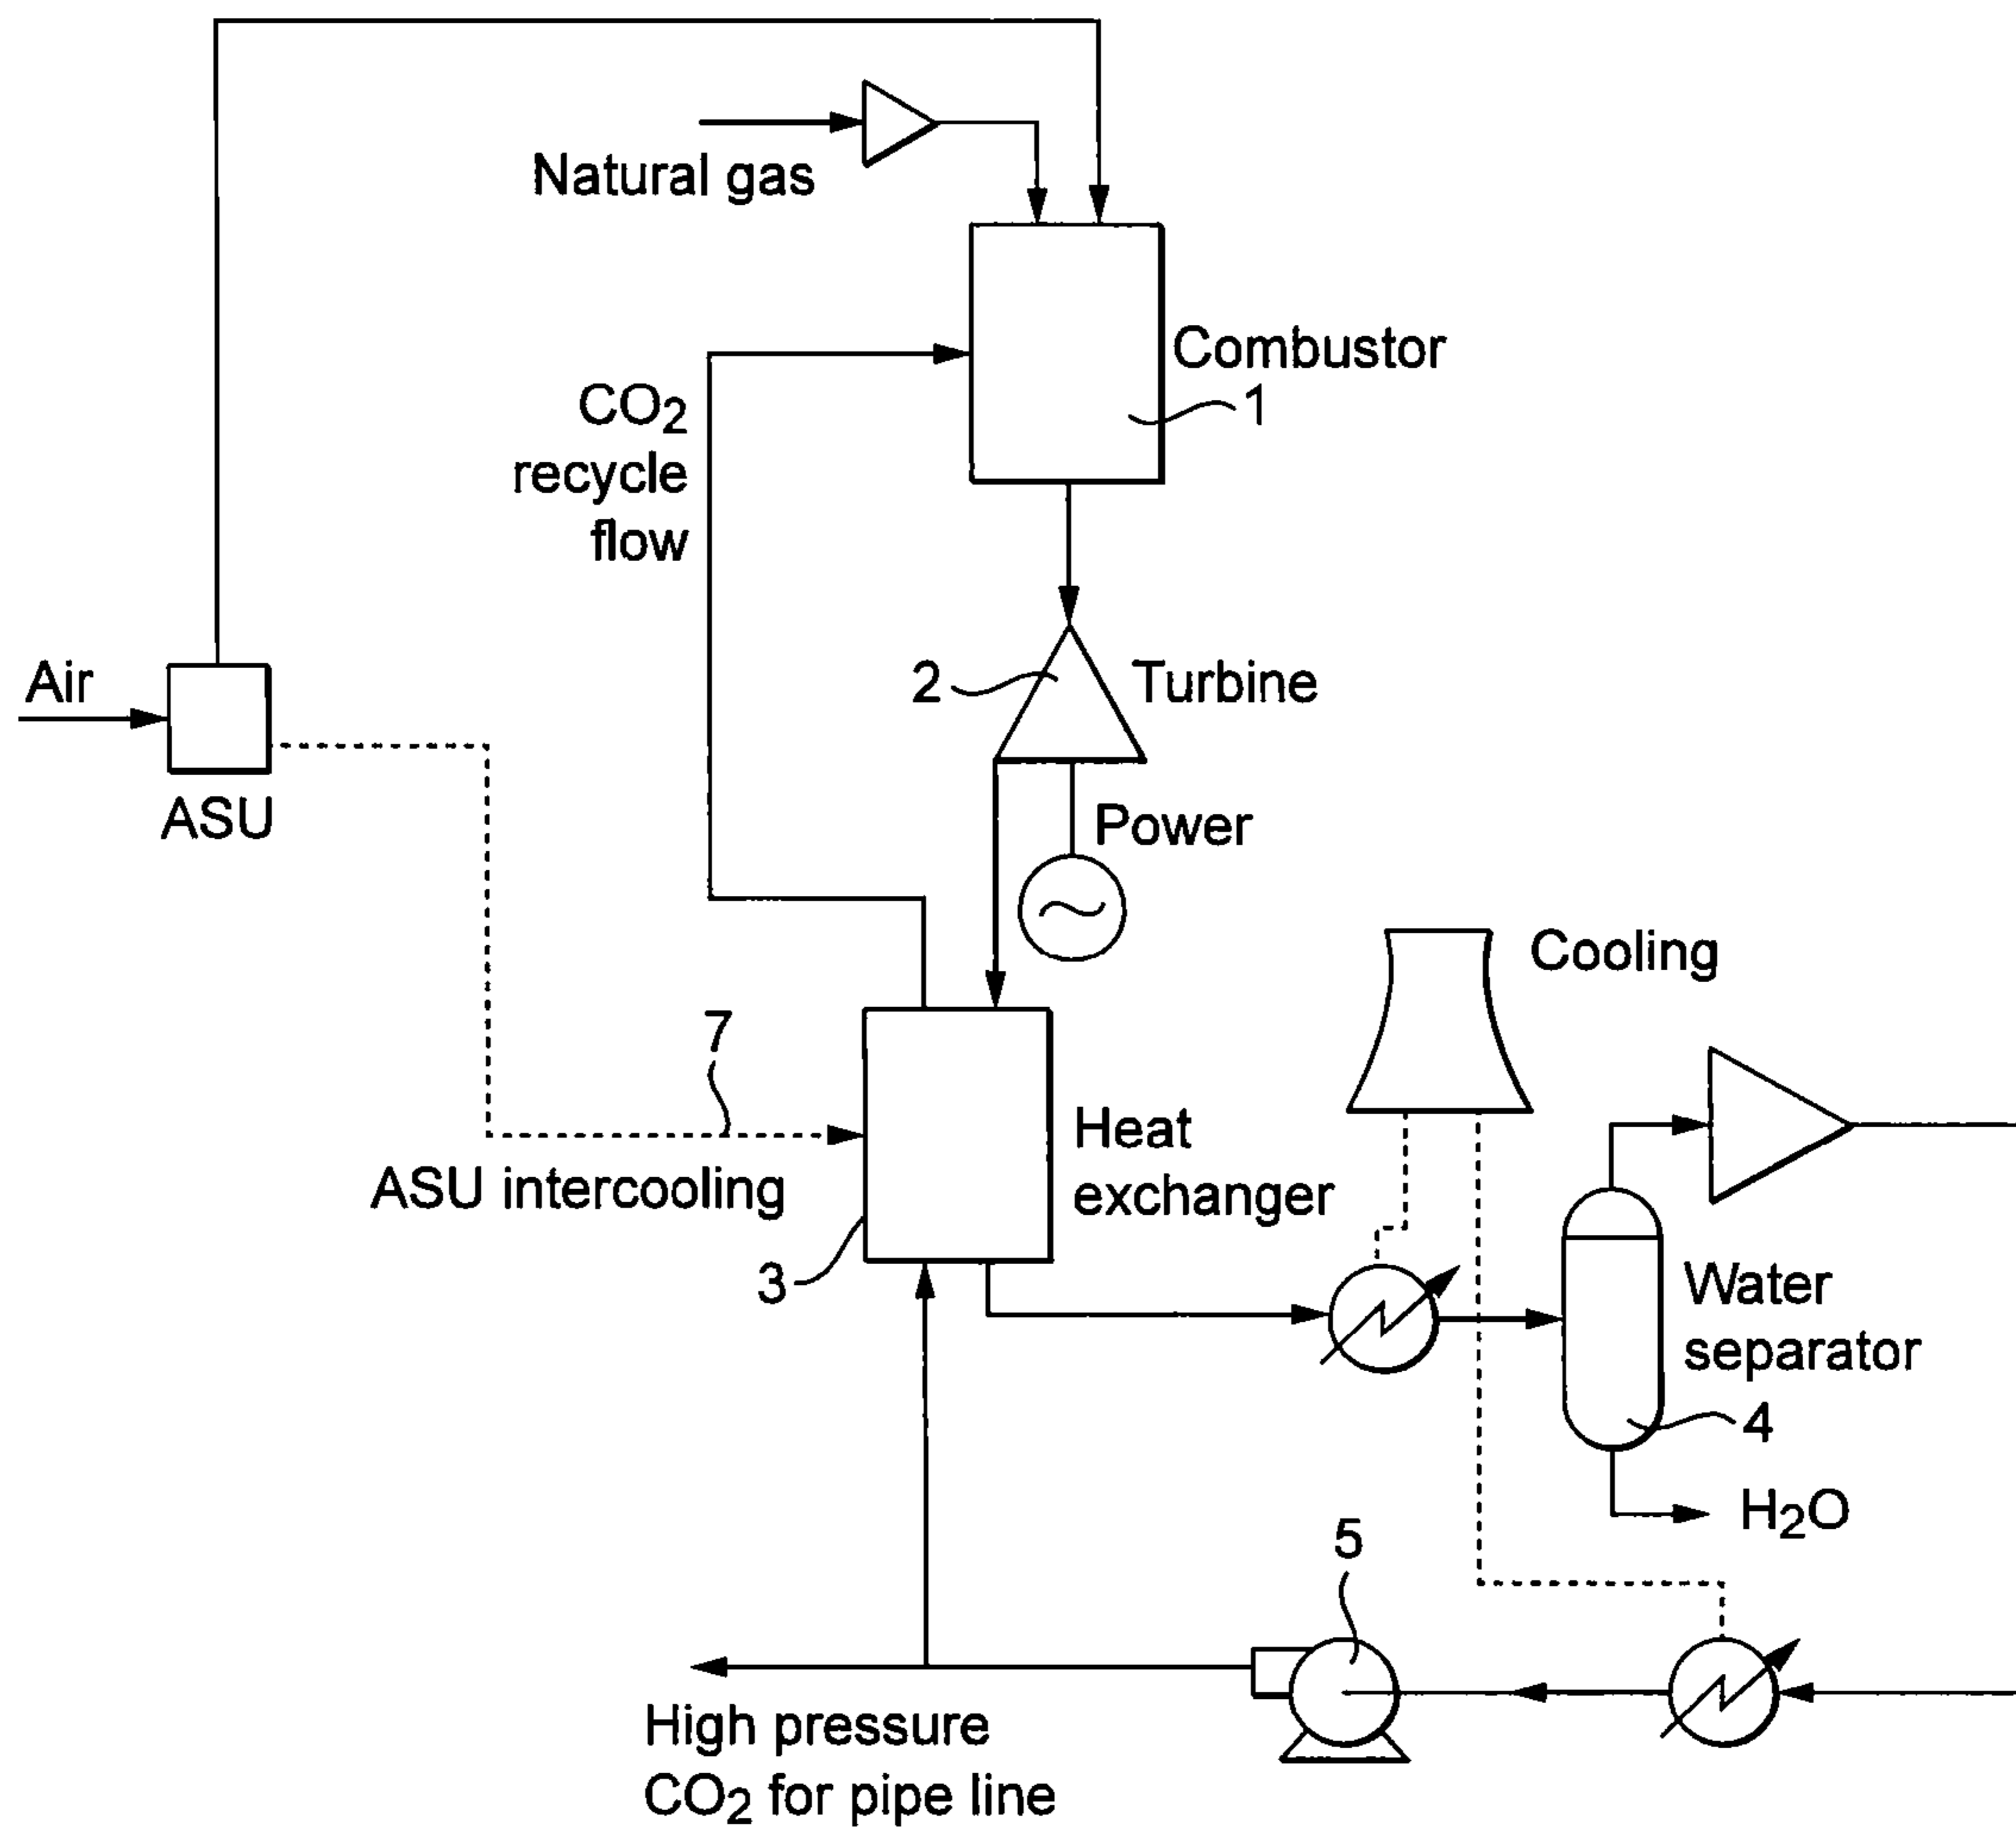 Natural gas
Combustor
1
CO2
recycle
flow
Air
2
Turbine
ASU
Power
Cooling
7
Heat
exchanger
ASU intercooling
3
Water
separator
4
H2O
5
High pressure
CO2 for pipe line